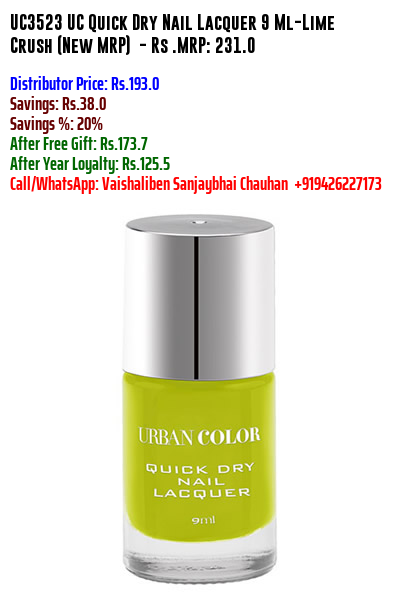 UC3523 UC Quick Dry Nail Lacquer 9 Ml-Lime
Crush (New MRP) - Rs .MRP: 231.0
Distributor Price: Rs.193.0
Savings: Rs.38.0
Savings %: 20%
After Free Gift: Rs.173.7
After Year Loyalty: Rs.125.5
Call/WhatsApp: Vaishaliben Sanjaybhai Chauhan +919426227173
URBAN COLOR
QUICK DRY
NAIL
LACQUER
9ml